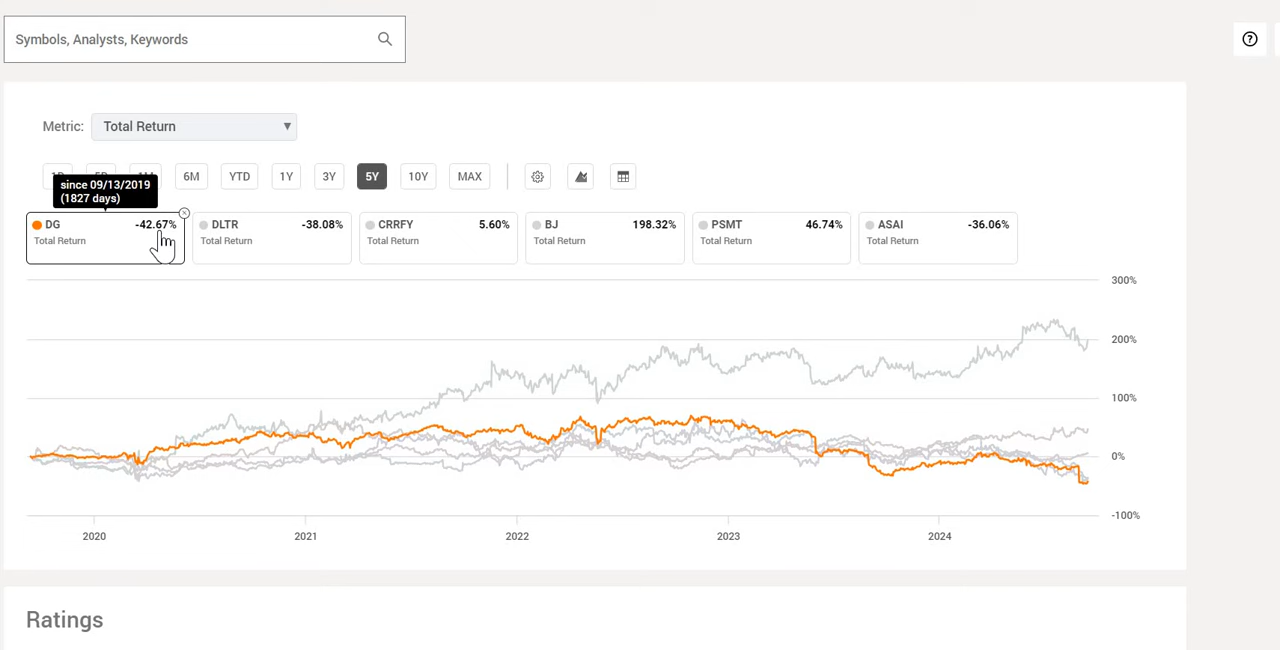 Symbols, Analysts, Keywords
Metric: Total Return
6M YTD 1Y 3Y 5Y 10Y MAX
since 09/13/2019
(1827 days)
DG -42.67% DLTR -38.08% CRRFY 5.60% BJ 198.32% PSMT 46.74% ASAI -36.06%
Total Return Total Return Total Return Total Return Total Return Total Return
300%
200%
100%
0%
-100%
2020 2021 2022 2023 2024
Ratings